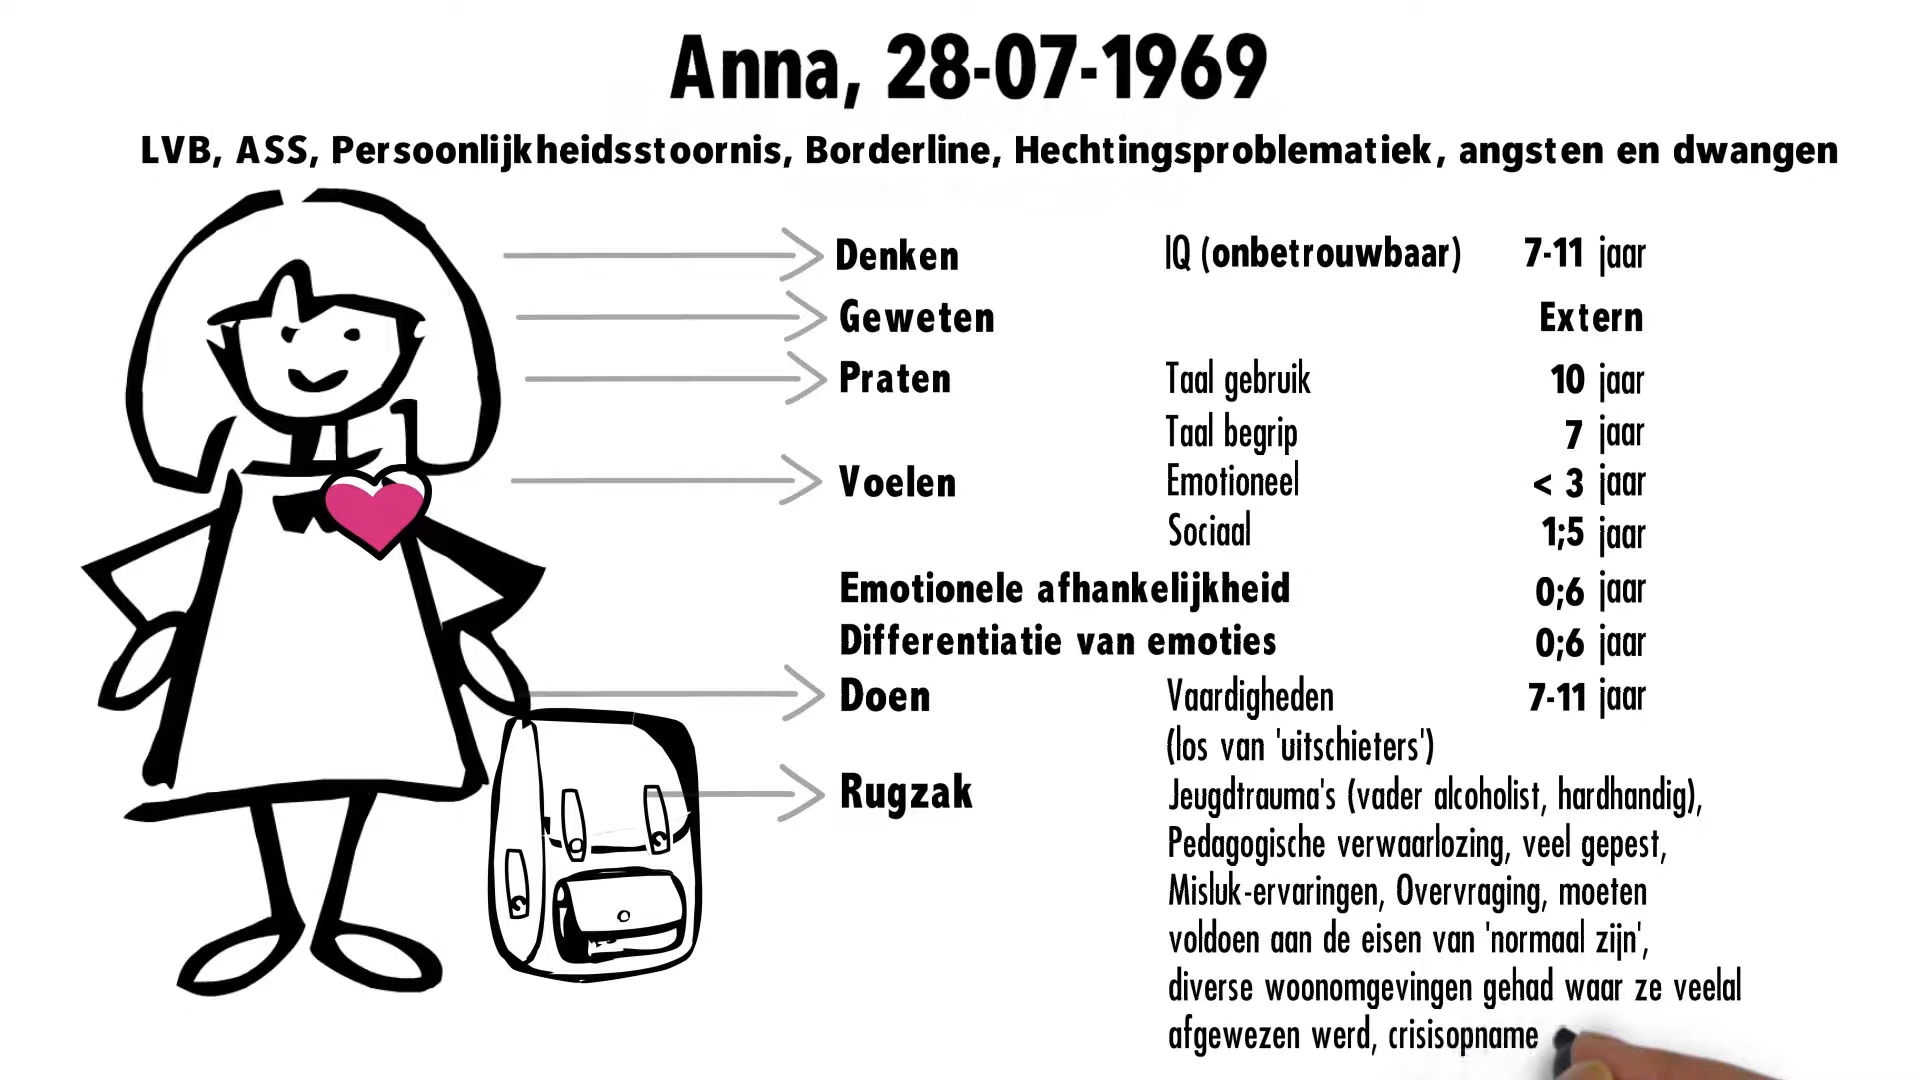 Anna, 28-07-1969
LVB, ASS, Persoonlijkheidsstoornis, Borderline, Hechtingsproblematiek, angsten en dwangen
Denken IQ (onbetrouwbaar) 7-11 jaar
Geweten Extern
Praten Taal gebruik 10 jaar
Taal begrip 7 jaar
Voelen Emotioneel < 3 jaar
Sociaal 1;5 jaar
Emotionele afhankelijkheid 0;6 jaar
Differentiatie van emoties 0;6 jaar
Doen Vaardigheden 7-11 jaar
(los van 'uitschieters')
Rugzak Jeugdtrauma's (vader alcoholist, hardhandig),
Pedagogische verwaarlozing, veel gepest,
Misluk-ervaringen, Overvraging, moeten
voldoen aan de eisen van 'normaal zijn',
diverse woonomgevingen gehad waar ze veelal
afgewezen werd, crisisopname